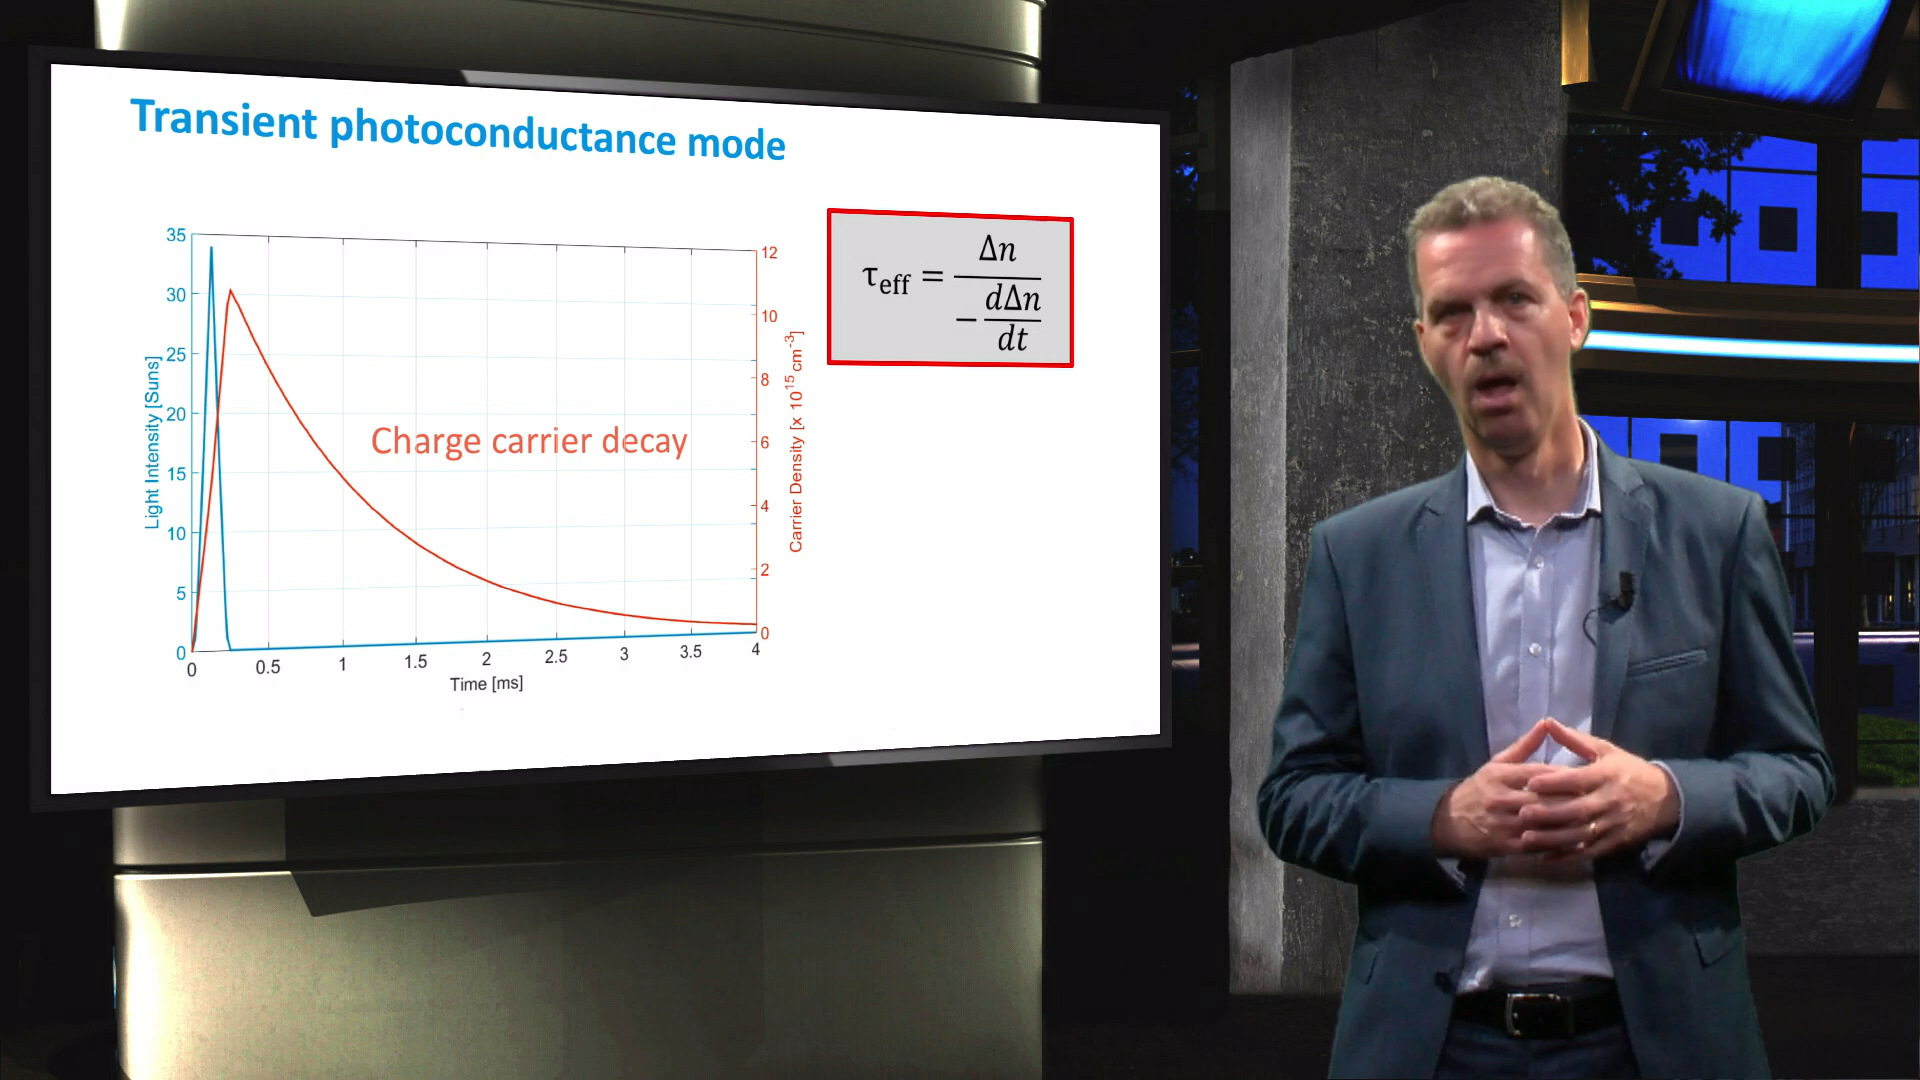 Transient photoconductance mode
35
30
25
20
15
10
5
0
Light Intensity [Suns]
Charge carrier decay
12
10
8
6
4
2
0
Carrier Density [x 10^15 cm^-3]
0 0.5 1 1.5 2 2.5 3 3.5 4
Time [ms]
τeff = Δn / (− dΔn/dt)